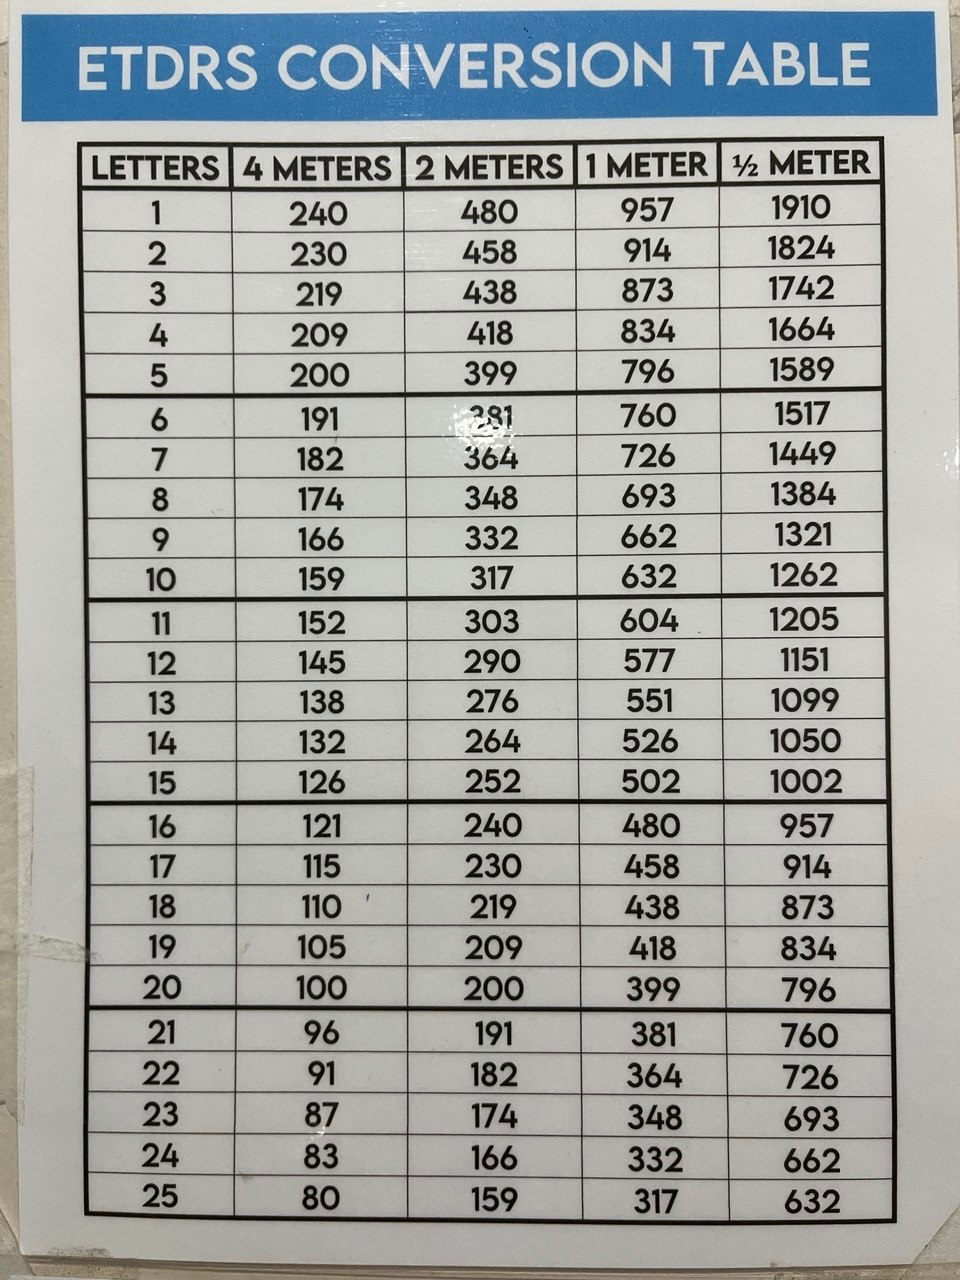 ETDRS CONVERSION TABLE
LETTERS 4 METERS 2 METERS 1 METER ½ METER
1 240 480 957 1910
2 230 458 914 1824
3 219 438 873 1742
4 209 418 834 1664
5 200 399 796 1589
6 191 381 760 1517
7 182 364 726 1449
8 174 348 693 1384
9 166 332 662 1321
10 159 317 632 1262
11 152 303 604 1205
12 145 290 577 1151
13 138 276 551 1099
14 132 264 526 1050
15 126 252 502 1002
16 121 240 480 957
17 115 230 458 914
18 110 219 438 873
19 105 209 418 834
20 100 200 399 796
21 96 191 381 760
22 91 182 364 726
23 87 174 348 693
24 83 166 332 662
25 80 159 317 632